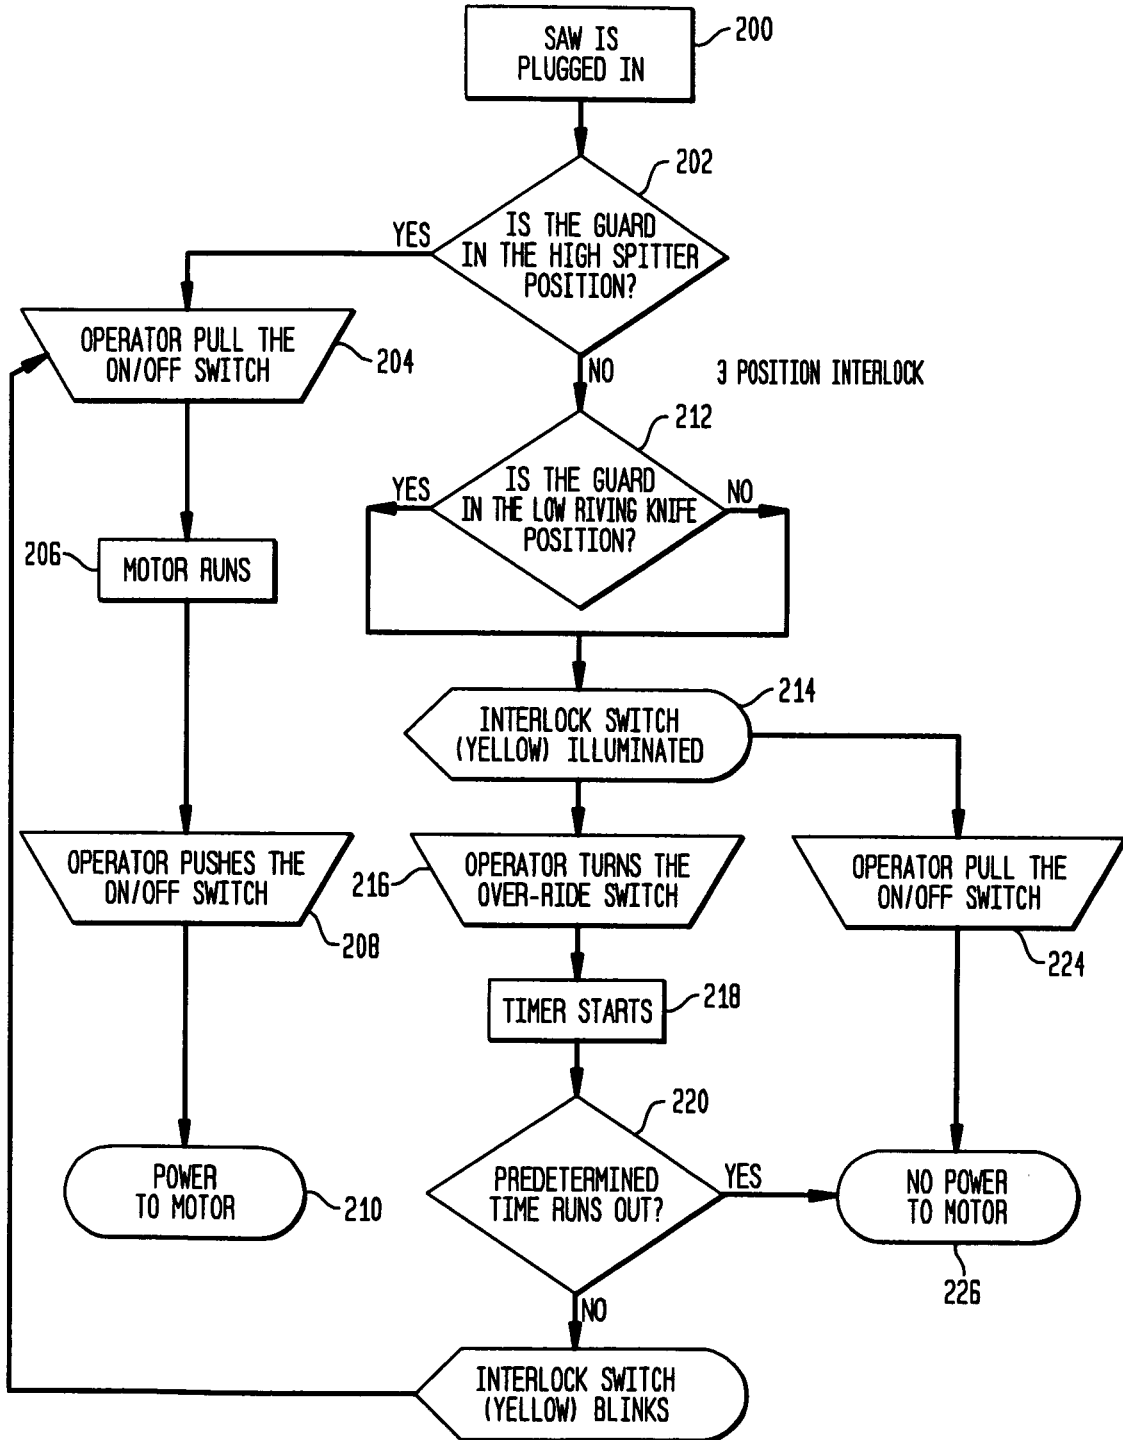 SAW IS
PLUGGED IN
200
202
IS THE GUARD
IN THE HIGH SPITTER
POSITION?
YES
NO
OPERATOR PULL THE
ON/OFF SWITCH
204
3 POSITION INTERLOCK
212
IS THE GUARD
IN THE LOW RIVING KNIFE
POSITION?
YES
NO
206
MOTOR RUNS
INTERLOCK SWITCH
(YELLOW) ILLUMINATED
214
OPERATOR PUSHES THE
ON/OFF SWITCH
208
216
OPERATOR TURNS THE
OVER-RIDE SWITCH
OPERATOR PULL THE
ON/OFF SWITCH
224
TIMER STARTS
218
220
PREDETERMINED
TIME RUNS OUT?
YES
NO
POWER
TO MOTOR
210
NO POWER
TO MOTOR
226
INTERLOCK SWITCH
(YELLOW) BLINKS